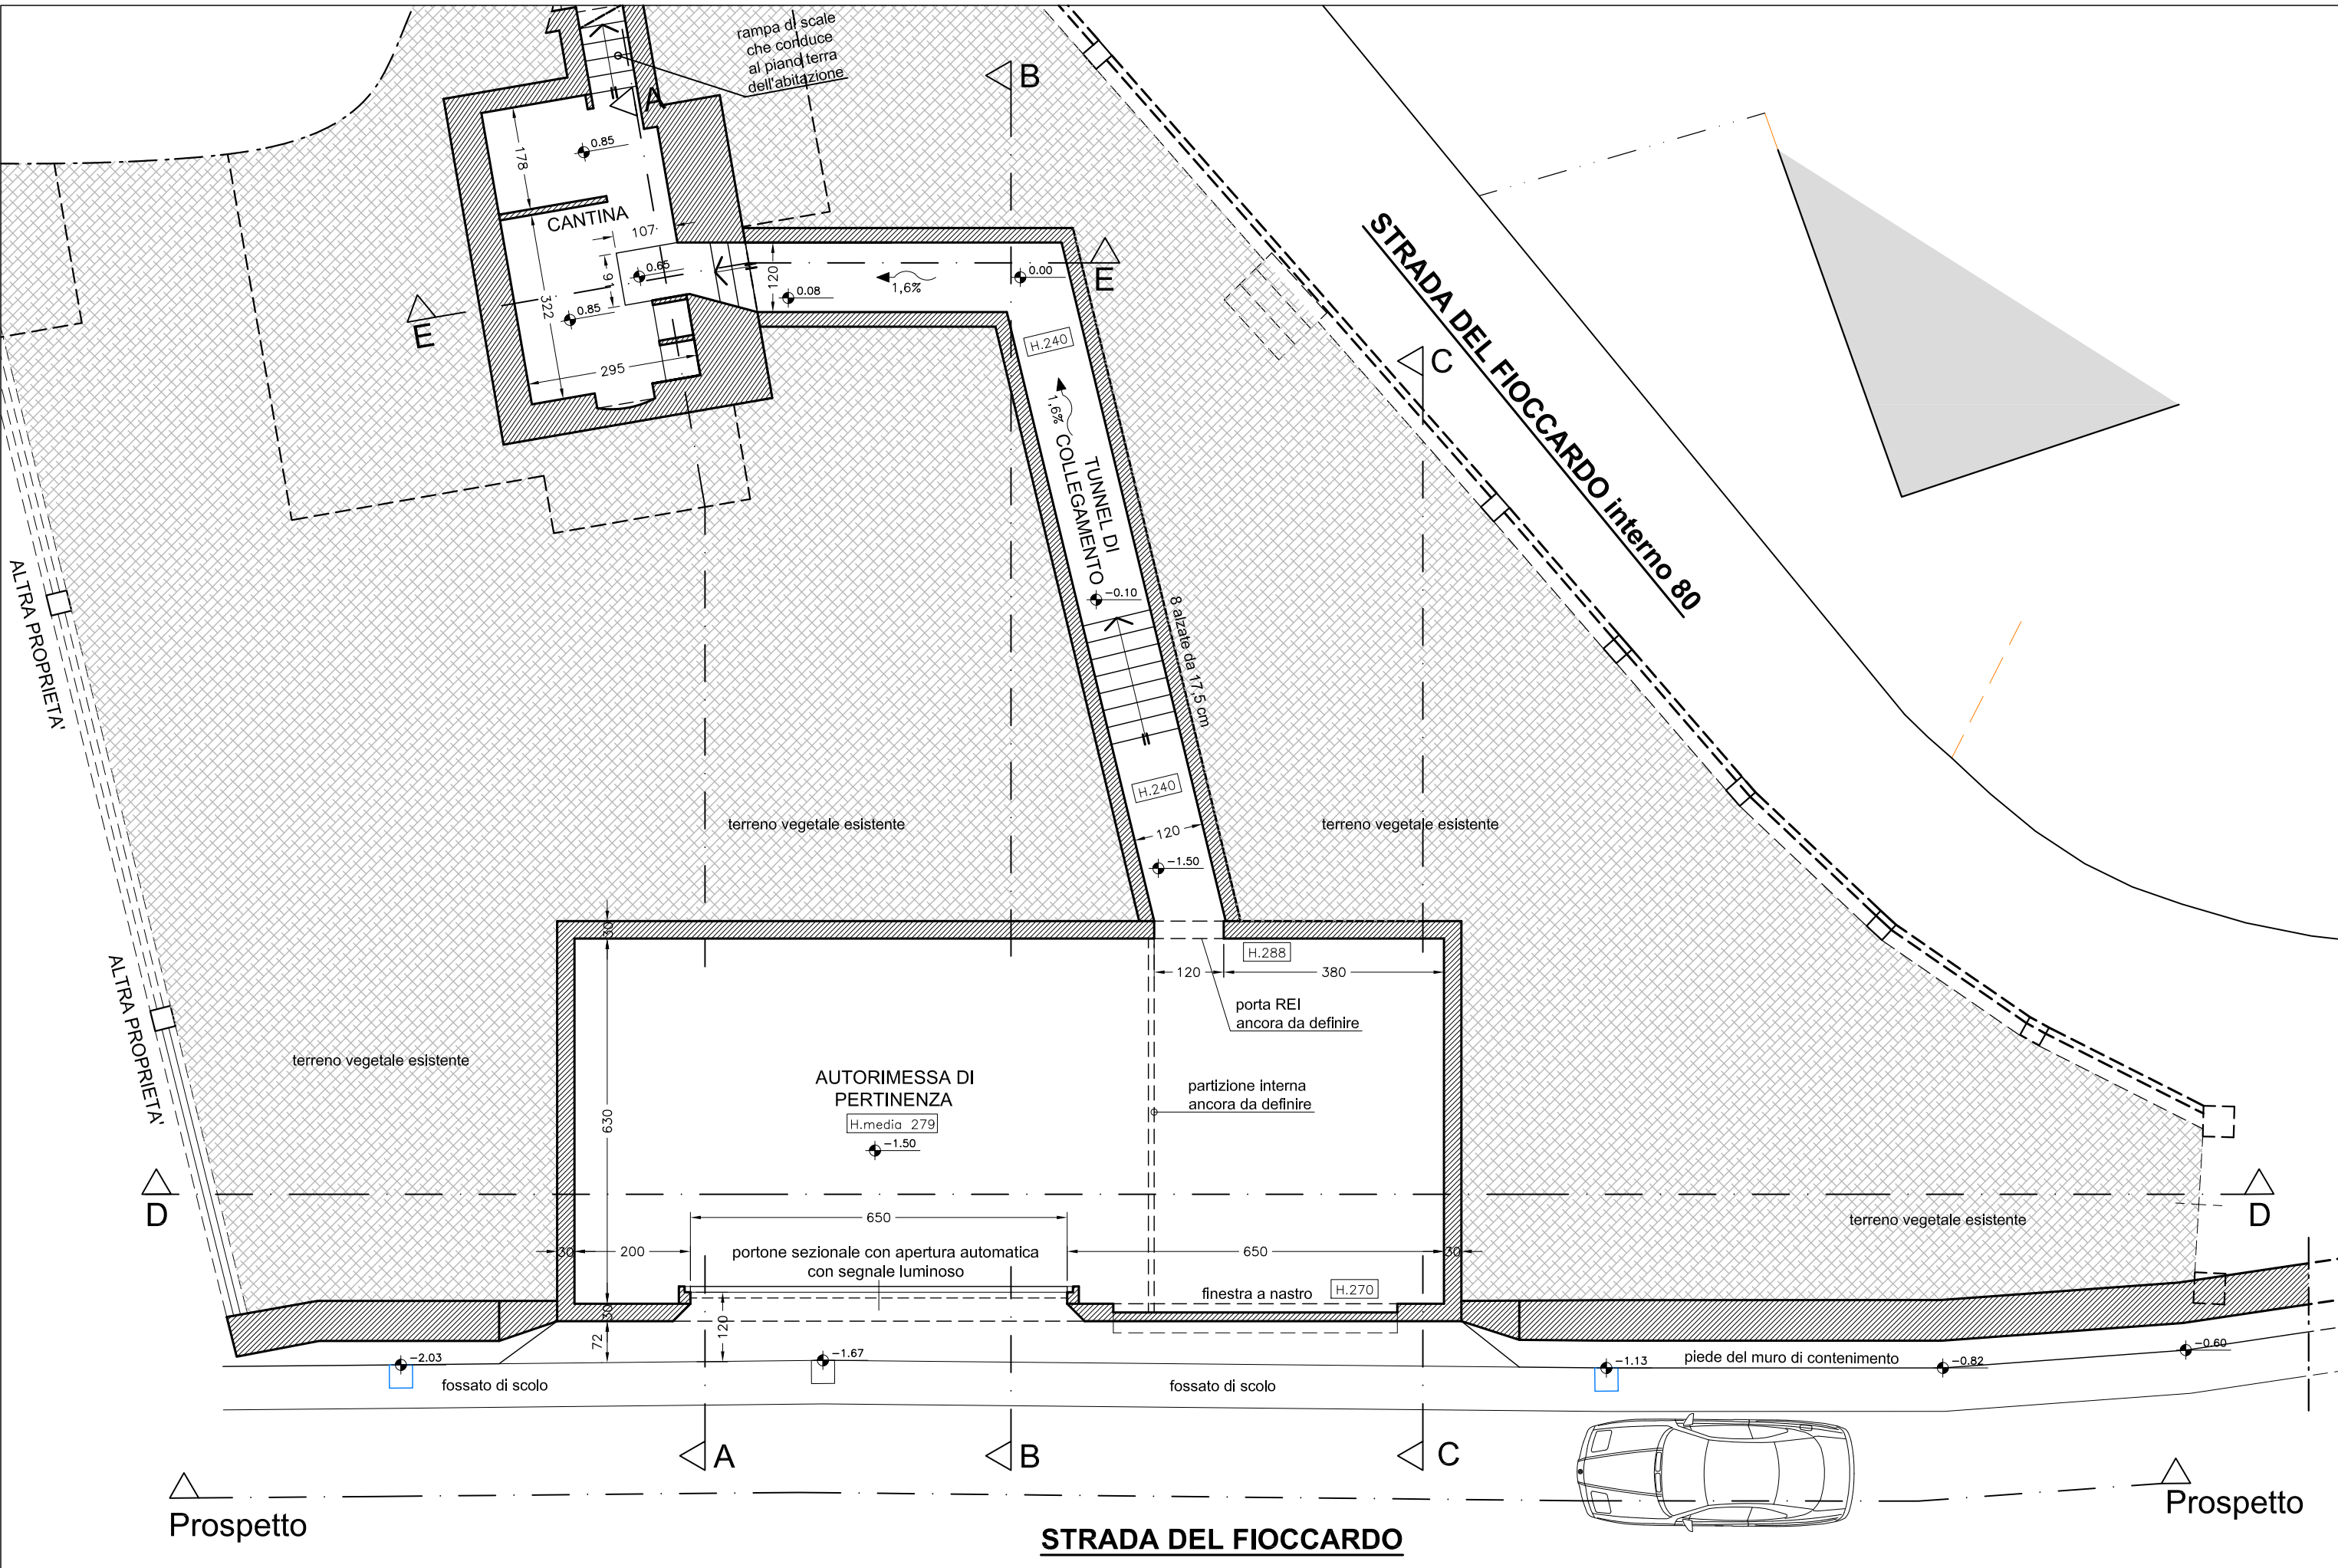 rampa di scale
che conduce
al piano terra
dell'abitazione
B
A
0.85
178
CANTINA
107
0.65
91
120
1,6%
0.08
0.00
E
E
322
0.85
295
H.240
C
STRADA DEL FIOCCARDO interno 80
1,6%
TUNNEL DI
COLLEGAMENTO
-0.10
8 alzate da 17,5 cm
ALTRA PROPRIETA'
H.240
terreno vegetale esistente
terreno vegetale esistente
120
-1.50
30
H.288
120
380
porta REI
ancora da definire
ALTRA PROPRIETA'
terreno vegetale esistente
AUTORIMESSA DI
PERTINENZA
H.media 279
-1.50
partizione interna
ancora da definire
630
D
D
terreno vegetale esistente
650
30
200
portone sezionale con apertura automatica
con segnale luminoso
650
30
finestra a nastro
H.270
30
72
120
-2.03
-1.67
-1.13
piede del muro di contenimento
-0.82
-0.60
fossato di scolo
fossato di scolo
A
B
C
Prospetto
Prospetto
STRADA DEL FIOCCARDO